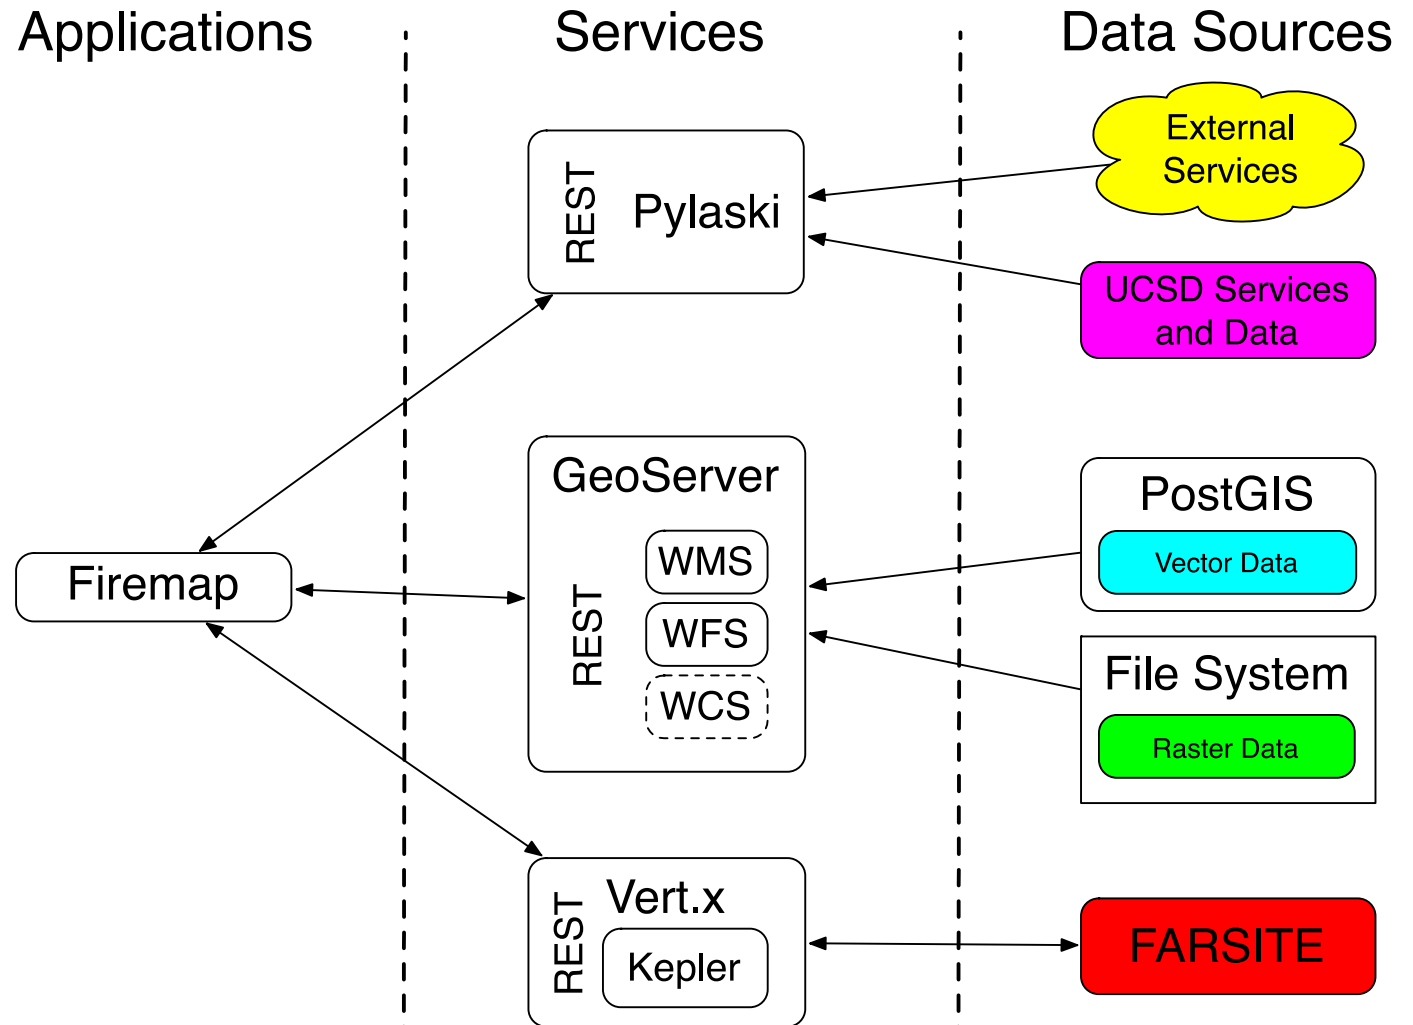 Applications
Services
Data Sources
REST
Pylaski
External
Services
UCSD Services
and Data
Firemap
GeoServer
REST
WMS
WFS
WCS
PostGIS
Vector Data
File System
Raster Data
REST
Vert.x
Kepler
FARSITE